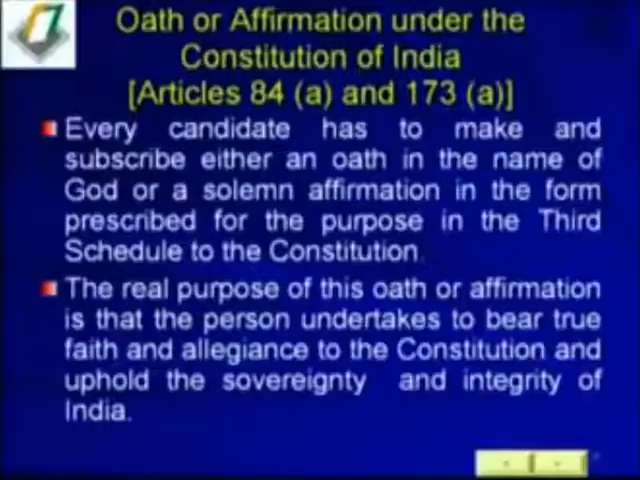 Oath or Affirmation under the
Constitution of India
[Articles 84 (a) and 173 (a)]
Every candidate has to make and
subscribe either an oath in the name of
God or a solemn affirmation in the form
prescribed for the purpose in the Third
Schedule to the Constitution.
The real purpose of this oath or affirmation
is that the person undertakes to bear true
faith and allegiance to the Constitution and
uphold the sovereignty and integrity of
India.